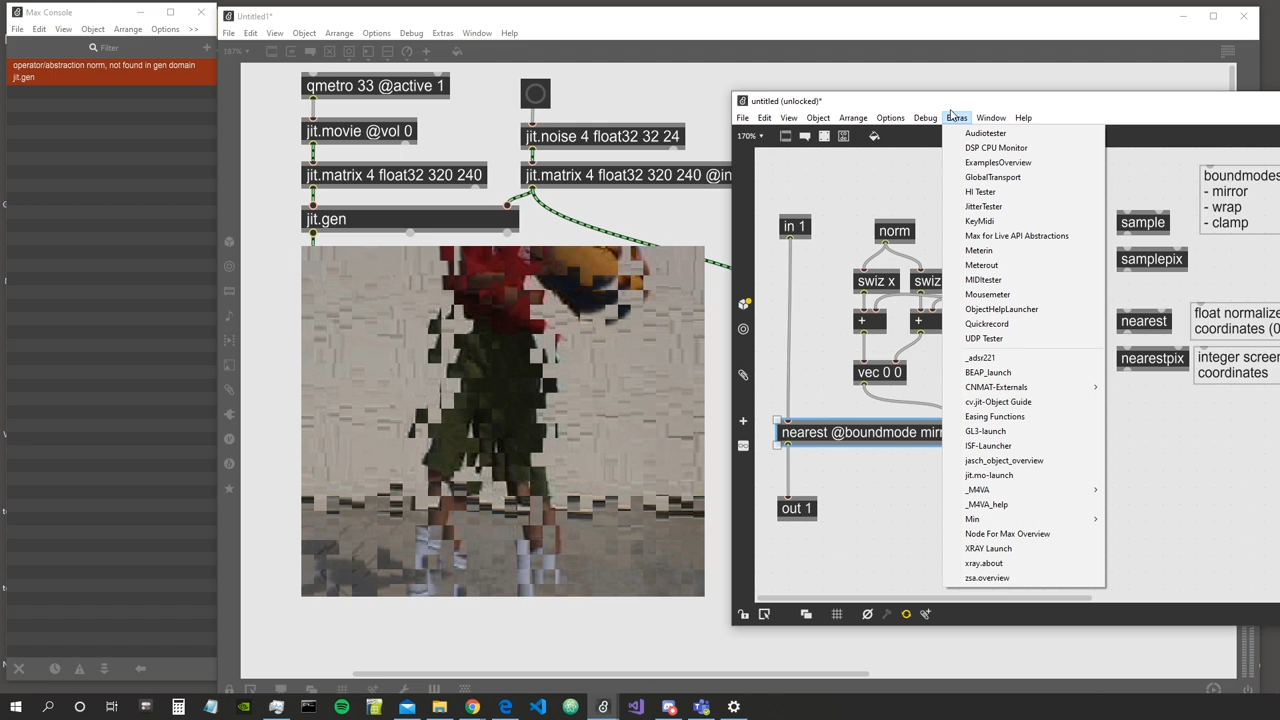 Max Console
File Edit View Object Arrange Options >>
Filter
operator/abstraction norm, not found in gen domain
jit.gen
Untitled1*
File Edit View Object Arrange Options Debug Extras Window Help
187%
qmetro 33 @active 1
jit.movie @vol 0
jit.matrix 4 float32 320 240
jit.gen
jit.noise 4 float32 32 24
jit.matrix 4 float32 320 240 @in
untitled (unlocked)*
File Edit View Object Arrange Options Debug Extras Window Help
170%
in 1
norm
swiz x
swiz
+
+
vec 0 0
nearest @boundmode mirr
out 1
Audiotester
DSP CPU Monitor
ExamplesOverview
GlobalTransport
HI Tester
JitterTester
KeyMidi
Max for Live API Abstractions
Meterin
Meterout
MIDItester
Mousemeter
ObjectHelpLauncher
Quickrecord
UDP Tester
_adsr221
BEAP_launch
CNMAT-Externals
cv.jit-Object Guide
Easing Functions
GL3-launch
ISF-Launcher
jasch_object_overview
jit.mo-launch
_M4VA
_M4VA_help
Min
Node For Max Overview
XRAY Launch
xray.about
zsa.overview
sample
samplepix
nearest
nearestpix
boundmodes
- mirror
- wrap
- clamp
float normalize
coordinates (0
integer screen
coordinates